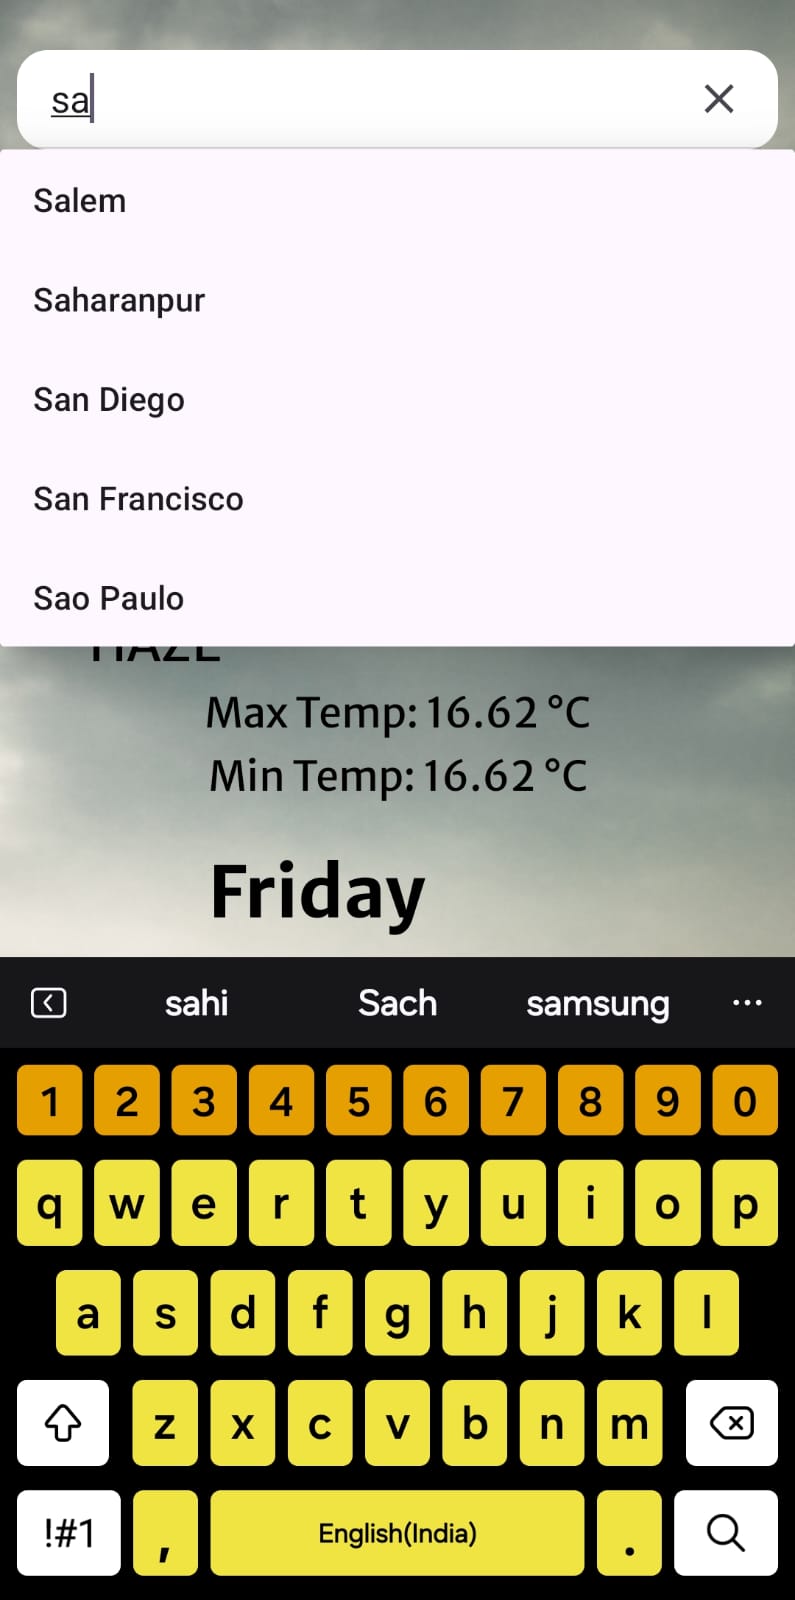 sa
Salem
Saharanpur
San Diego
San Francisco
Sao Paulo
HAZE
Max Temp: 16.62 °C
Min Temp: 16.62 °C
Friday
sahi Sach samsung ...
1 2 3 4 5 6 7 8 9 0
q w e r t y u i o p
a s d f g h j k l
z x c v b n m
!#1 , English(India) .